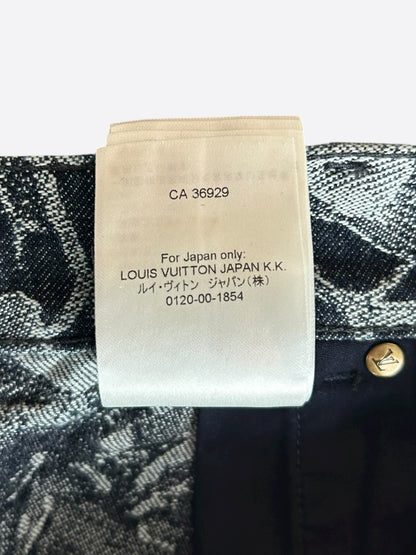 CA 36929
For Japan only:
LOUIS VUITTON JAPAN K.K.
ルイ・ヴィトン ジャパン(株)
0120-00-1854
LV